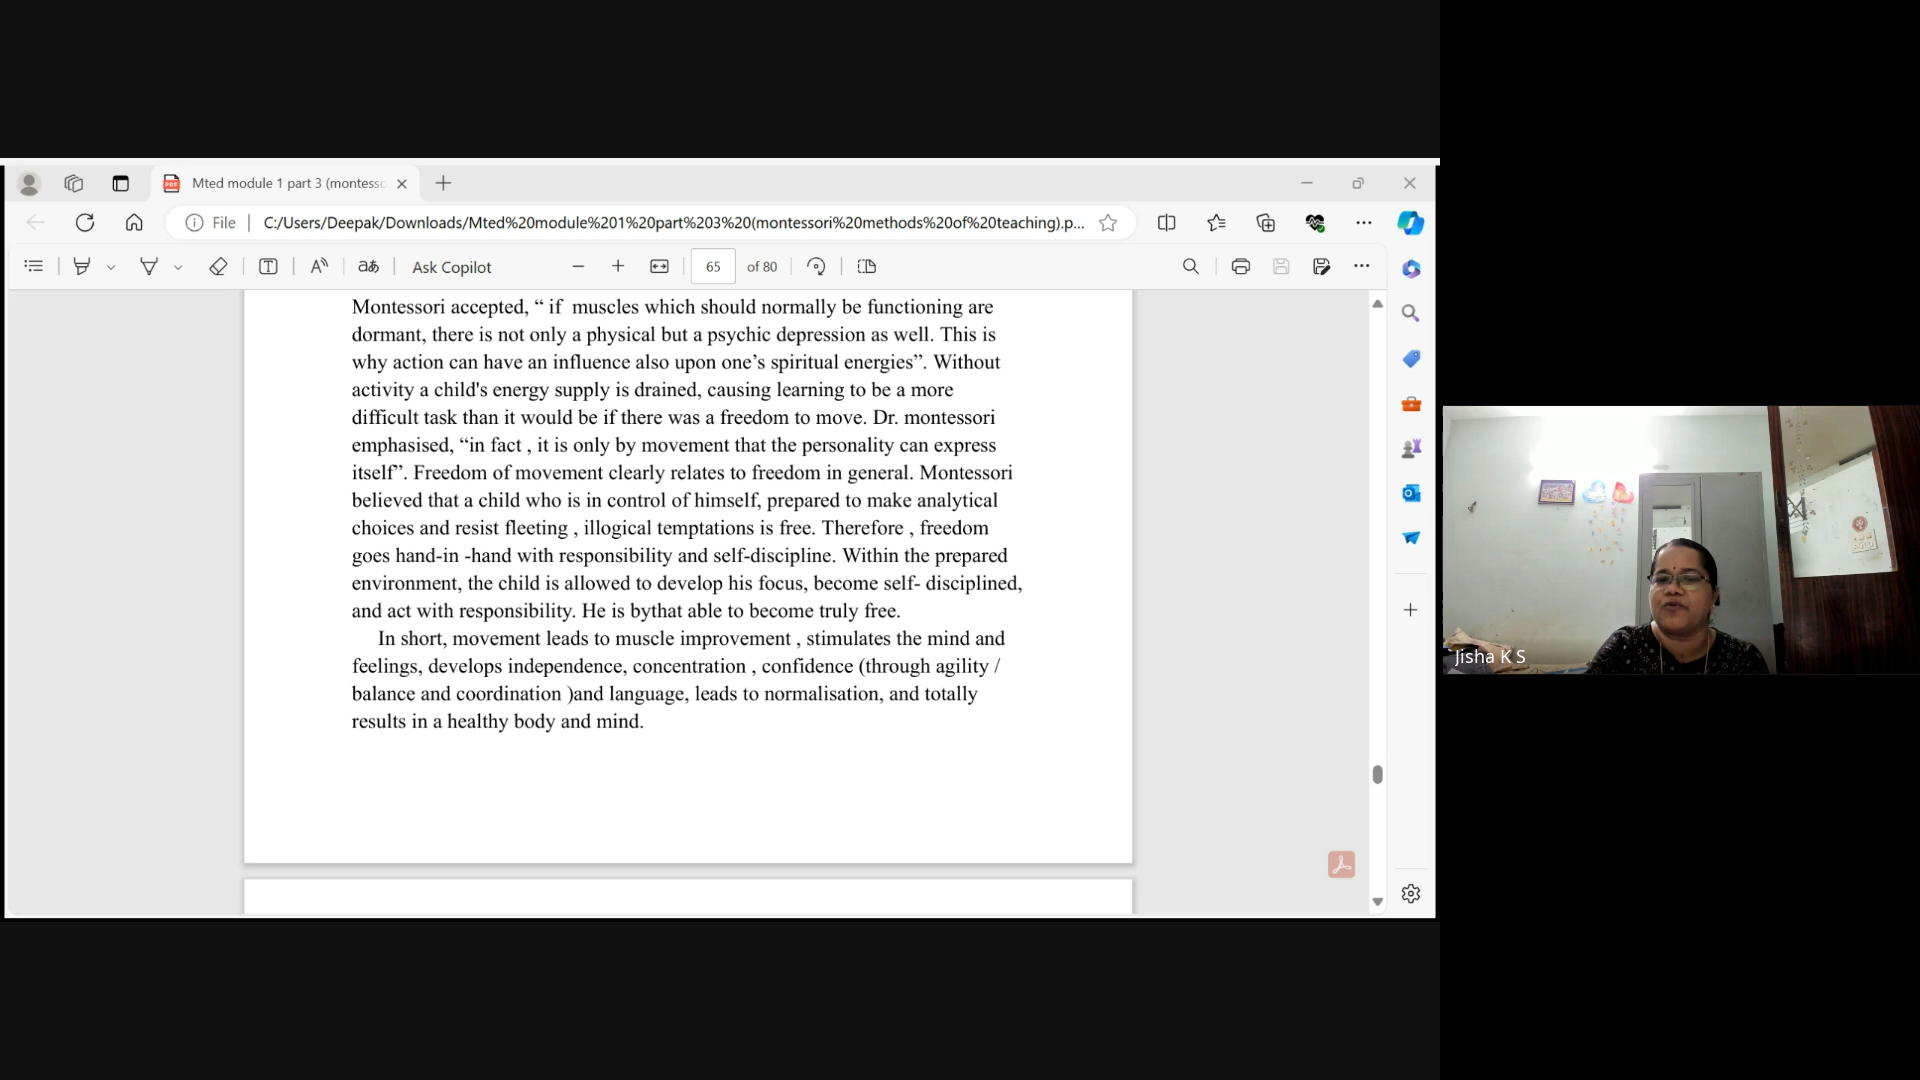 Mted module 1 part 3 (montesso
File
C:/Users/Deepak/Downloads/Mted%20module%201%20part%203%20(montessori%20methods%20of%20teaching).p...
Ask Copilot
65 of 80
Montessori accepted, “ if  muscles which should normally be functioning are
dormant, there is not only a physical but a psychic depression as well. This is
why action can have an influence also upon one’s spiritual energies”. Without
activity a child's energy supply is drained, causing learning to be a more
difficult task than it would be if there was a freedom to move. Dr. montessori
emphasised, “in fact , it is only by movement that the personality can express
itself”. Freedom of movement clearly relates to freedom in general. Montessori
believed that a child who is in control of himself, prepared to make analytical
choices and resist fleeting , illogical temptations is free. Therefore , freedom
goes hand-in -hand with responsibility and self-discipline. Within the prepared
environment, the child is allowed to develop his focus, become self- disciplined,
and act with responsibility. He is bythat able to become truly free.
In short, movement leads to muscle improvement , stimulates the mind and
feelings, develops independence, concentration , confidence (through agility /
balance and coordination )and language, leads to normalisation, and totally
results in a healthy body and mind.
Jisha K S